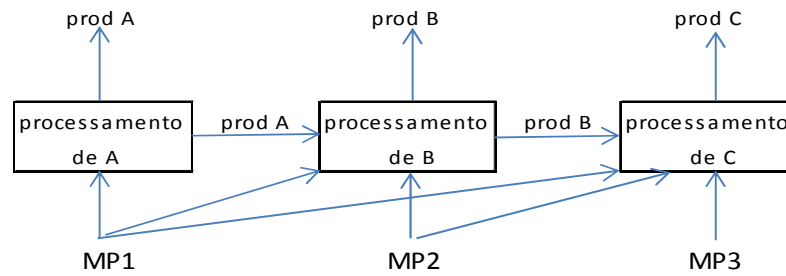 prod A
prod B
prod C
processamento
de A
prod A
processamento
de B
prod B
processamento
de C
MP1
MP2
MP3